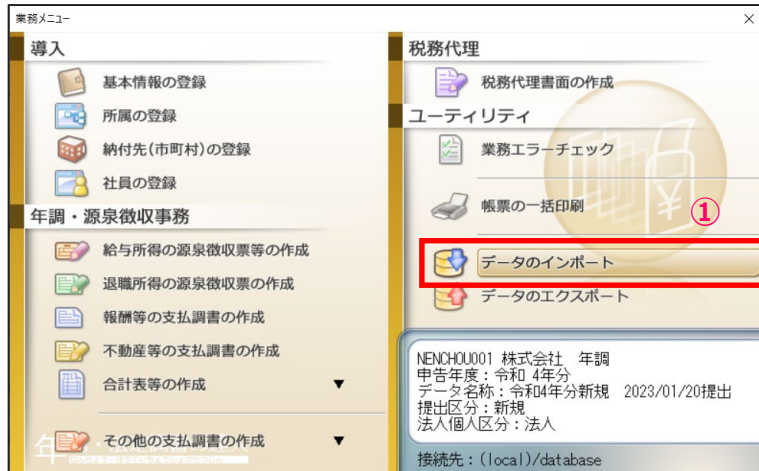 業務メニュー
導入
基本情報の登録
所属の登録
納付先(市町村)の登録
社員の登録
年調・源泉徴収事務
給与所得の源泉徴収票等の作成
退職所得の源泉徴収票の作成
報酬等の支払調書の作成
不動産等の支払調書の作成
合計表等の作成 ▼
その他の支払調書の作成 ▼
税務代理
税務代理書面の作成
ユーティリティ
業務エラーチェック
帳票の一括印刷
①
データのインポート
データのエクスポート
NENCHOU001 株式会社 年調
申告年度:令和 4年分
データ名称:令和4年分新規 2023/01/20提出
提出区分:新規
法人個人区分:法人
接続先:(local)/database